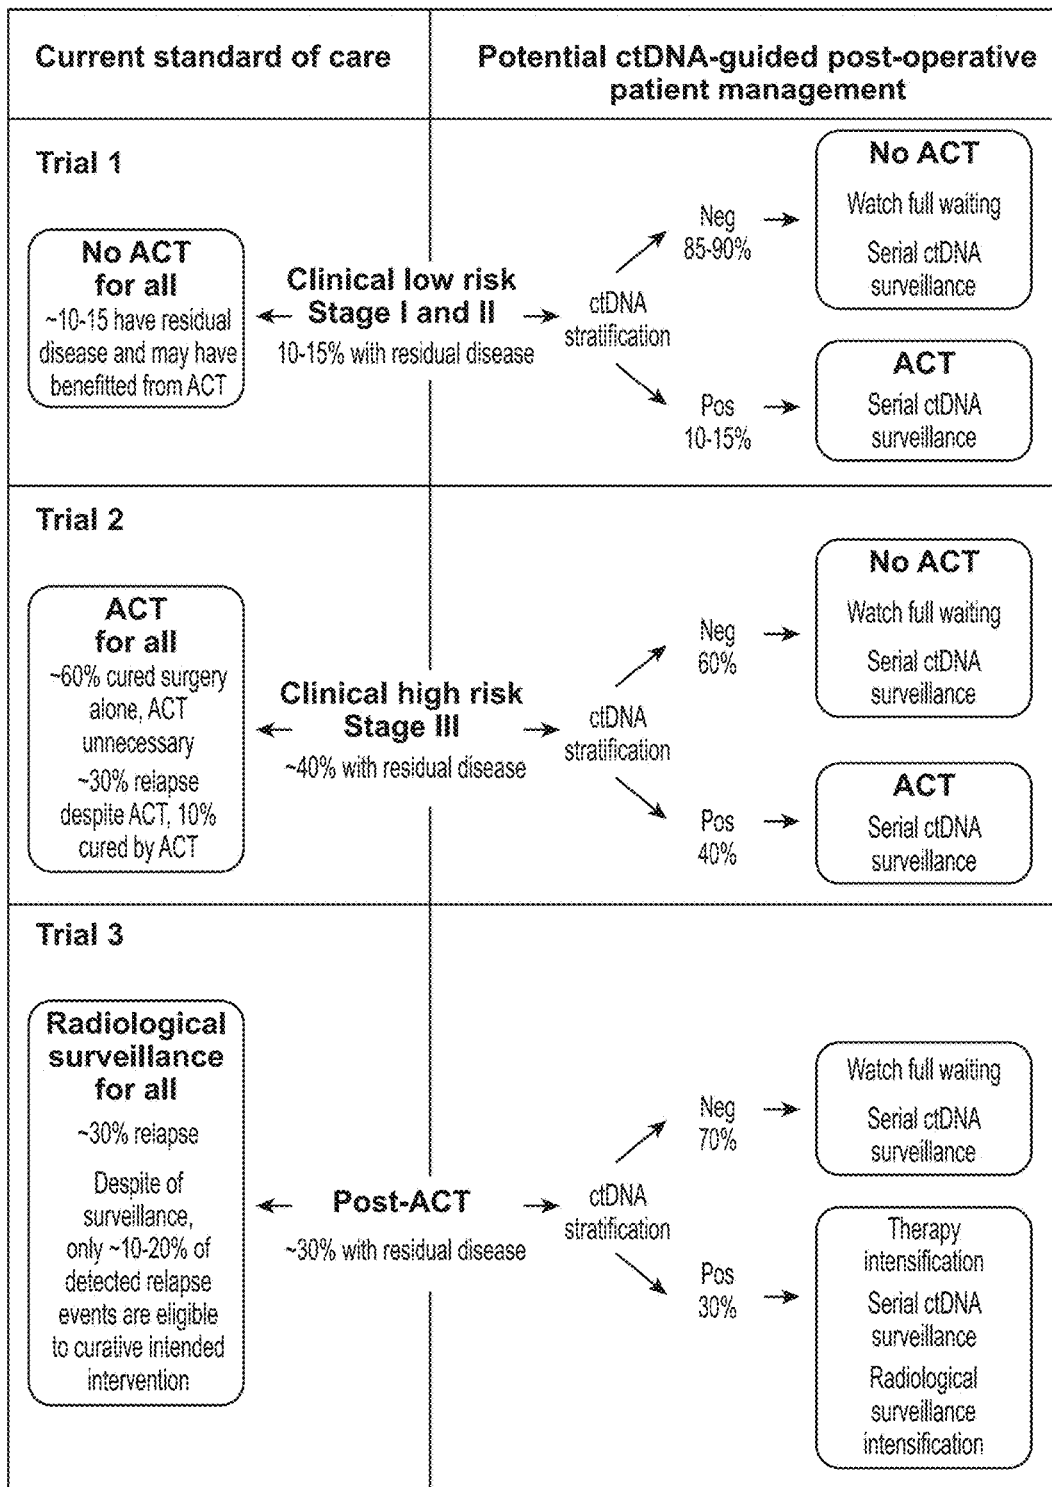 Current standard of care
Potential ctDNA-guided post-operative
patient management
Trial 1
No ACT
for all
~10-15 have residual
disease and may have
benefitted from ACT
Clinical low risk
Stage I and II
10-15% with residual disease
ctDNA
stratification
Neg
85-90%
No ACT
Watch full waiting
Serial ctDNA
surveillance
Pos
10-15%
ACT
Serial ctDNA
surveillance
Trial 2
ACT
for all
~60% cured surgery
alone, ACT
unnecessary
~30% relapse
despite ACT, 10%
cured by ACT
Clinical high risk
Stage III
~40% with residual disease
ctDNA
stratification
Neg
60%
No ACT
Watch full waiting
Serial ctDNA
surveillance
Pos
40%
ACT
Serial ctDNA
surveillance
Trial 3
Radiological
surveillance
for all
~30% relapse
Despite of
surveillance,
only ~10-20% of
detected relapse
events are eligible
to curative intended
intervention
Post-ACT
~30% with residual disease
ctDNA
stratification
Neg
70%
Watch full waiting
Serial ctDNA
surveillance
Pos
30%
Therapy
intensification
Serial ctDNA
surveillance
Radiological
surveillance
intensification